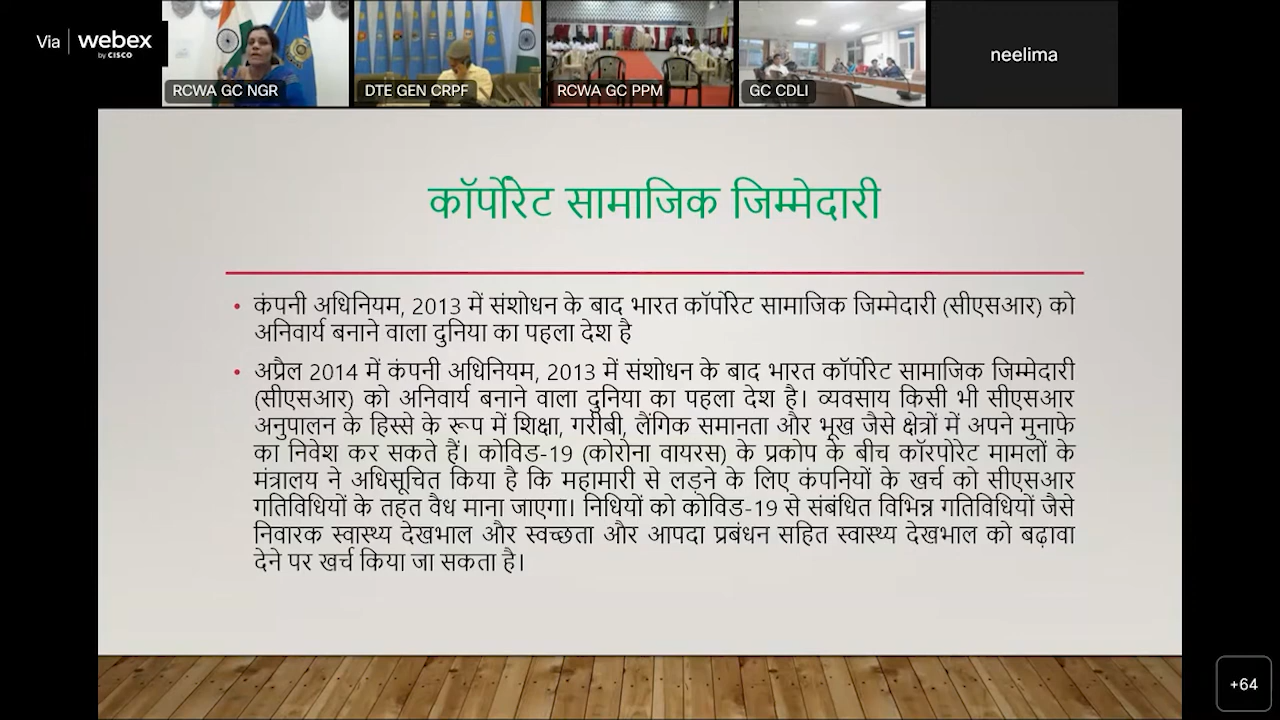 Via webex
by CISCO
RCWA GC NGR
DTE GEN CRPF
RCWA GC PPM
GC CDLI
neelima
कॉर्पोरेट सामाजिक जिम्मेदारी
• कंपनी अधिनियम, 2013 में संशोधन के बाद भारत कॉर्पोरेट सामाजिक जिम्मेदारी (सीएसआर) को
अनिवार्य बनाने वाला दुनिया का पहला देश है
• अप्रैल 2014 में कंपनी अधिनियम, 2013 में संशोधन के बाद भारत कॉर्पोरेट सामाजिक जिम्मेदारी
(सीएसआर) को अनिवार्य बनाने वाला दुनिया का पहला देश है। व्यवसाय किसी भी सीएसआर
अनुपालन के हिस्से के रूप में शिक्षा, गरीबी, लैंगिक समानता और भूख जैसे क्षेत्रों में अपने मुनाफे
का निवेश कर सकते हैं। कोविड-19 (कोरोना वायरस) के प्रकोप के बीच कॉरपोरेट मामलों के
मंत्रालय ने अधिसूचित किया है कि महामारी से लड़ने के लिए कंपनियों के खर्च को सीएसआर
गतिविधियों के तहत वैध माना जाएगा। निधियों को कोविड-19 से संबंधित विभिन्न गतिविधियों जैसे
निवारक स्वास्थ्य देखभाल और स्वच्छता और आपदा प्रबंधन सहित स्वास्थ्य देखभाल को बढ़ावा
देने पर खर्च किया जा सकता है।
+64